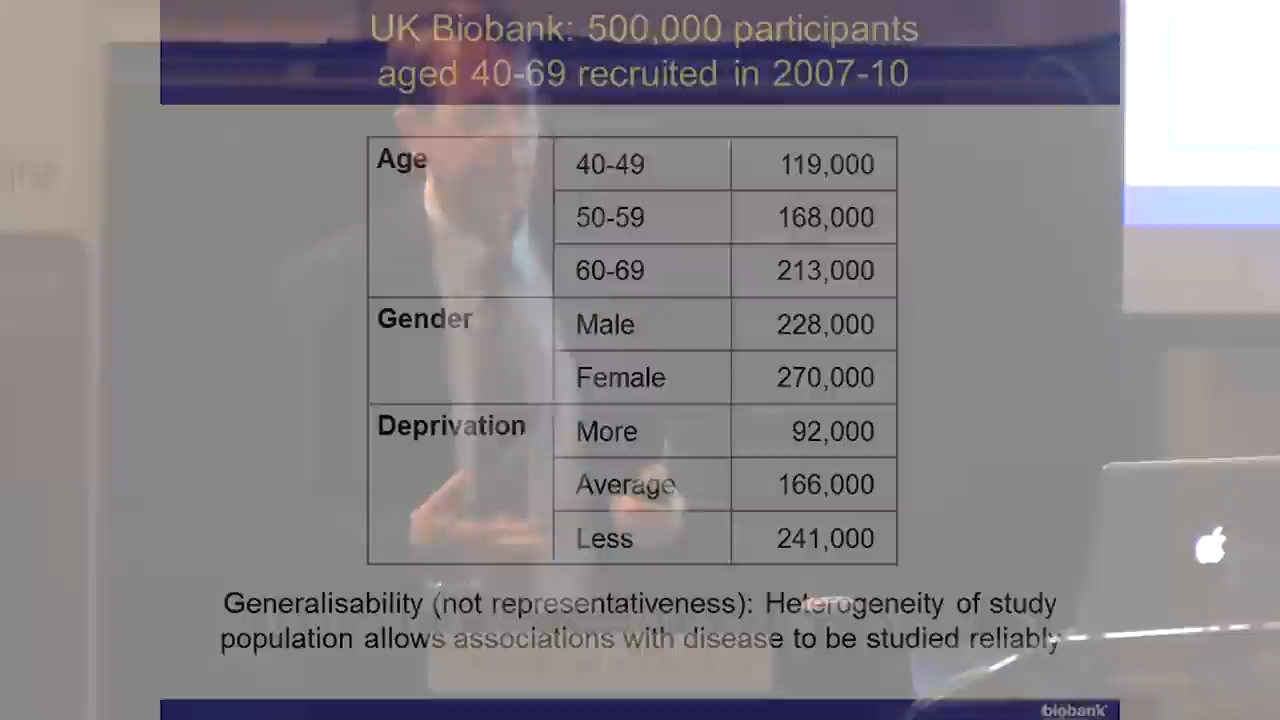 UK Biobank: 500,000 participants
aged 40-69 recruited in 2007-10
Age 40-49 119,000
50-59 168,000
60-69 213,000
Gender Male 228,000
Female 270,000
Deprivation More 92,000
Average 166,000
Less 241,000
Generalisability (not representativeness): Heterogeneity of study
population allows associations with disease to be studied reliably
biobank